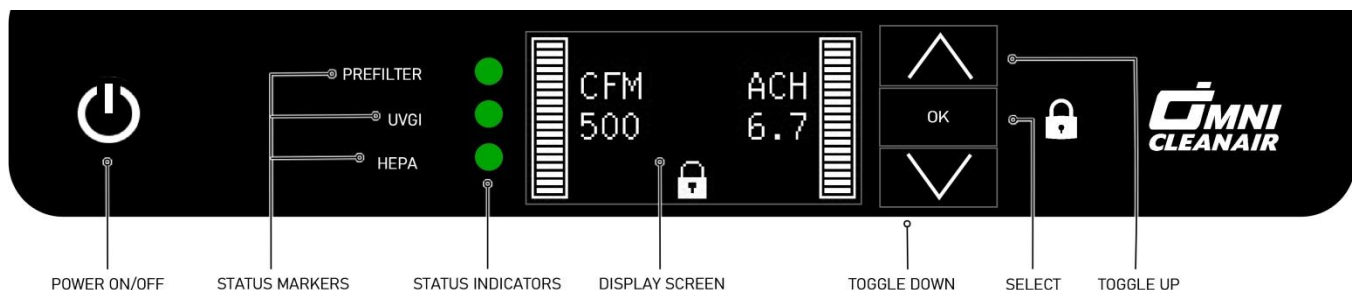 PREFILTER
UVGI
HEPA
CFM ACH
500 6.7
OK
OMNI
CLEANAIR
POWER ON/OFF STATUS MARKERS STATUS INDICATORS DISPLAY SCREEN TOGGLE DOWN SELECT TOGGLE UP